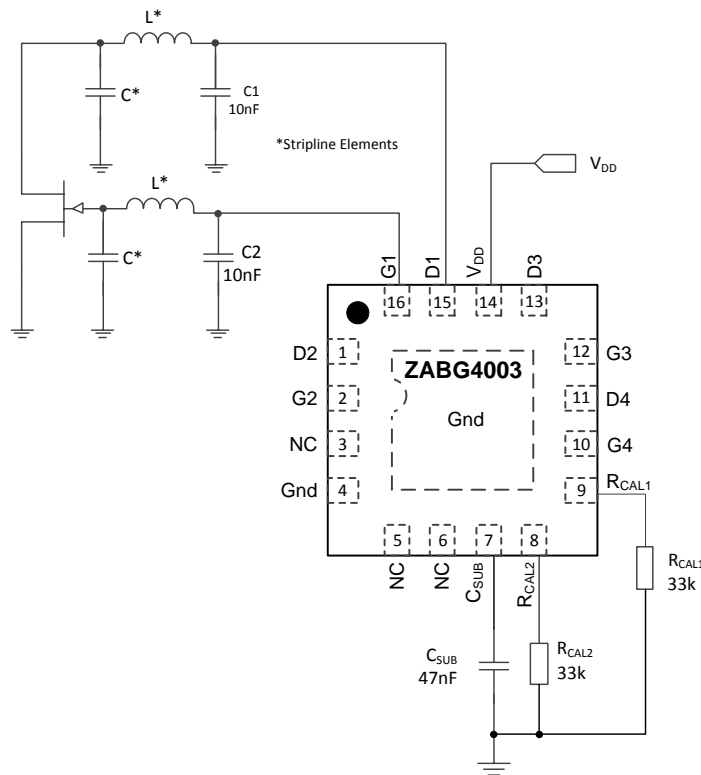 L*
C*
C1
10nF
*Stripline Elements
V_DD
L*
C*
C2
10nF
G1
D1
V_DD
D3
16
15
14
13
D2
1
ZABG4003
12
G3
G2
2
11
D4
Gnd
NC
3
10
G4
Gnd
4
9
R_CAL1
5
6
7
8
NC
NC
C_SUB
R_CAL2
R_CAL1
33k
C_SUB
47nF
R_CAL2
33k